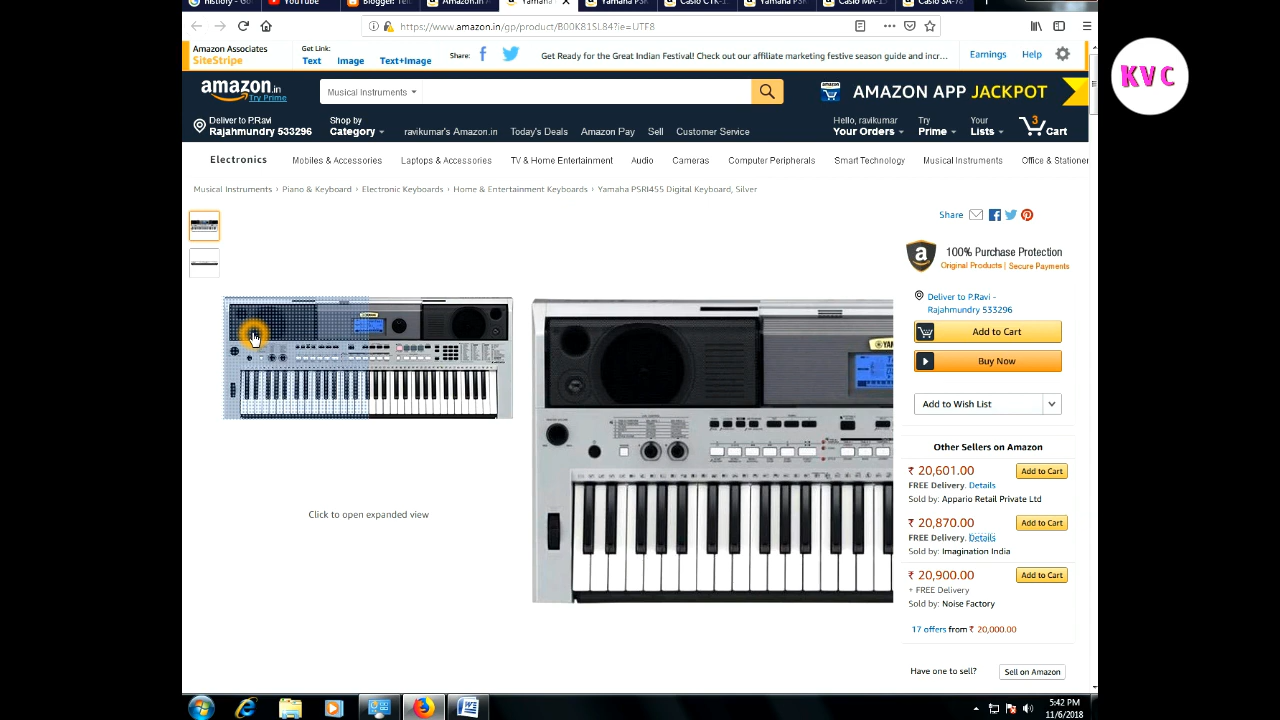 history - Go
YouTube
Blogger: Tel
Amazon.in A
Yamaha
Yamaha PSR
Casio CTK-
Yamaha PSR
Casio MA-1
Casio SA-78
https://www.amazon.in/gp/product/B00K81SL84?ie=UTF8
KVC
Amazon Associates
SiteStripe
Get Link:
Text Image Text+Image
Share:
Get Ready for the Great Indian Festival! Check out our affiliate marketing festive season guide and incr...
Earnings Help
amazon.in
Try Prime
Musical Instruments
AMAZON APP JACKPOT
Deliver to P.Ravi
Rajahmundry 533296
Shop by
Category
ravikumar's Amazon.in Today's Deals Amazon Pay Sell Customer Service
Hello, ravikumar
Your Orders
Try
Prime
Your
Lists
3
Cart
Electronics Mobiles & Accessories Laptops & Accessories TV & Home Entertainment Audio Cameras Computer Peripherals Smart Technology Musical Instruments Office & Stationer
Musical Instruments › Piano & Keyboard › Electronic Keyboards › Home & Entertainment Keyboards › Yamaha PSRI455 Digital Keyboard, Silver
Share
100% Purchase Protection
Original Products | Secure Payments
Deliver to P.Ravi -
Rajahmundry 533296
Add to Cart
Buy Now
Add to Wish List
Click to open expanded view
Other Sellers on Amazon
₹ 20,601.00 Add to Cart
FREE Delivery. Details
Sold by: Appario Retail Private Ltd
₹ 20,870.00 Add to Cart
FREE Delivery. Details
Sold by: Imagination India
₹ 20,900.00 Add to Cart
+ FREE Delivery
Sold by: Noise Factory
17 offers from ₹ 20,000.00
Have one to sell? Sell on Amazon
5:42 PM
11/6/2018